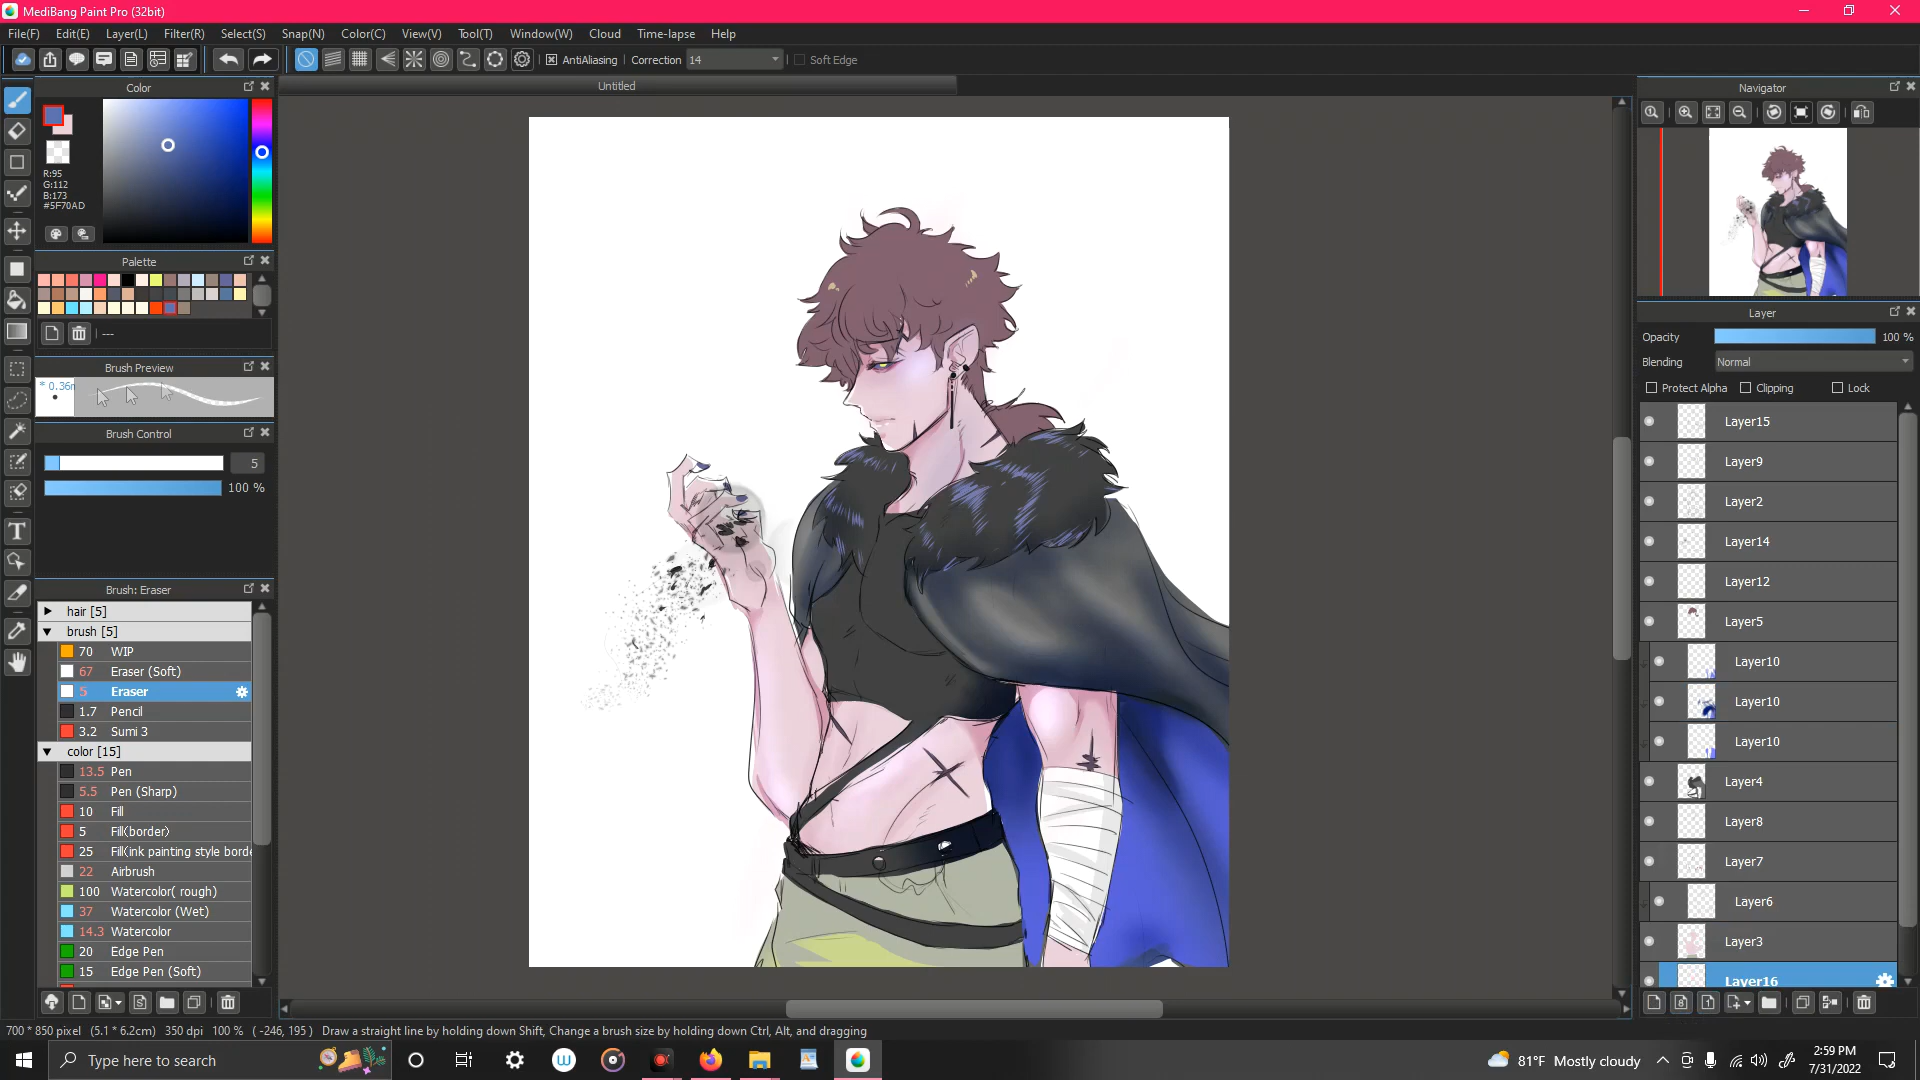 MediBang Paint Pro (32bit)
File(F) Edit(E) Layer(L) Filter(R) Select(S) Snap(N) Color(C) View(V) Tool(T) Window(W) Cloud Time-lapse Help
AntiAliasing Correction 14 Soft Edge
Untitled
Color
R:95
G:112
B:173
#5F70AD
Palette
---
Brush Preview
* 0.36m
Brush Control
5
100 %
Brush: Eraser
hair [5]
brush [5]
70 WIP
67 Eraser (Soft)
5 Eraser
1.7 Pencil
3.2 Sumi 3
color [15]
13.5 Pen
5.5 Pen (Sharp)
10 Fill
5 Fill(border)
25 Fill(ink painting style borde
22 Airbrush
100 Watercolor( rough)
37 Watercolor (Wet)
14.3 Watercolor
20 Edge Pen
15 Edge Pen (Soft)
Navigator
Layer
Opacity 100 %
Blending Normal
Protect Alpha Clipping Lock
Layer15
Layer9
Layer2
Layer14
Layer12
Layer5
Layer10
Layer10
Layer10
Layer4
Layer8
Layer7
Layer6
Layer3
Layer16
700 * 850 pixel (5.1 * 6.2cm) 350 dpi 100 % ( -246, 195 ) Draw a straight line by holding down Shift, Change a brush size by holding down Ctrl, Alt, and dragging
Type here to search
81°F Mostly cloudy
2:59 PM
7/31/2022